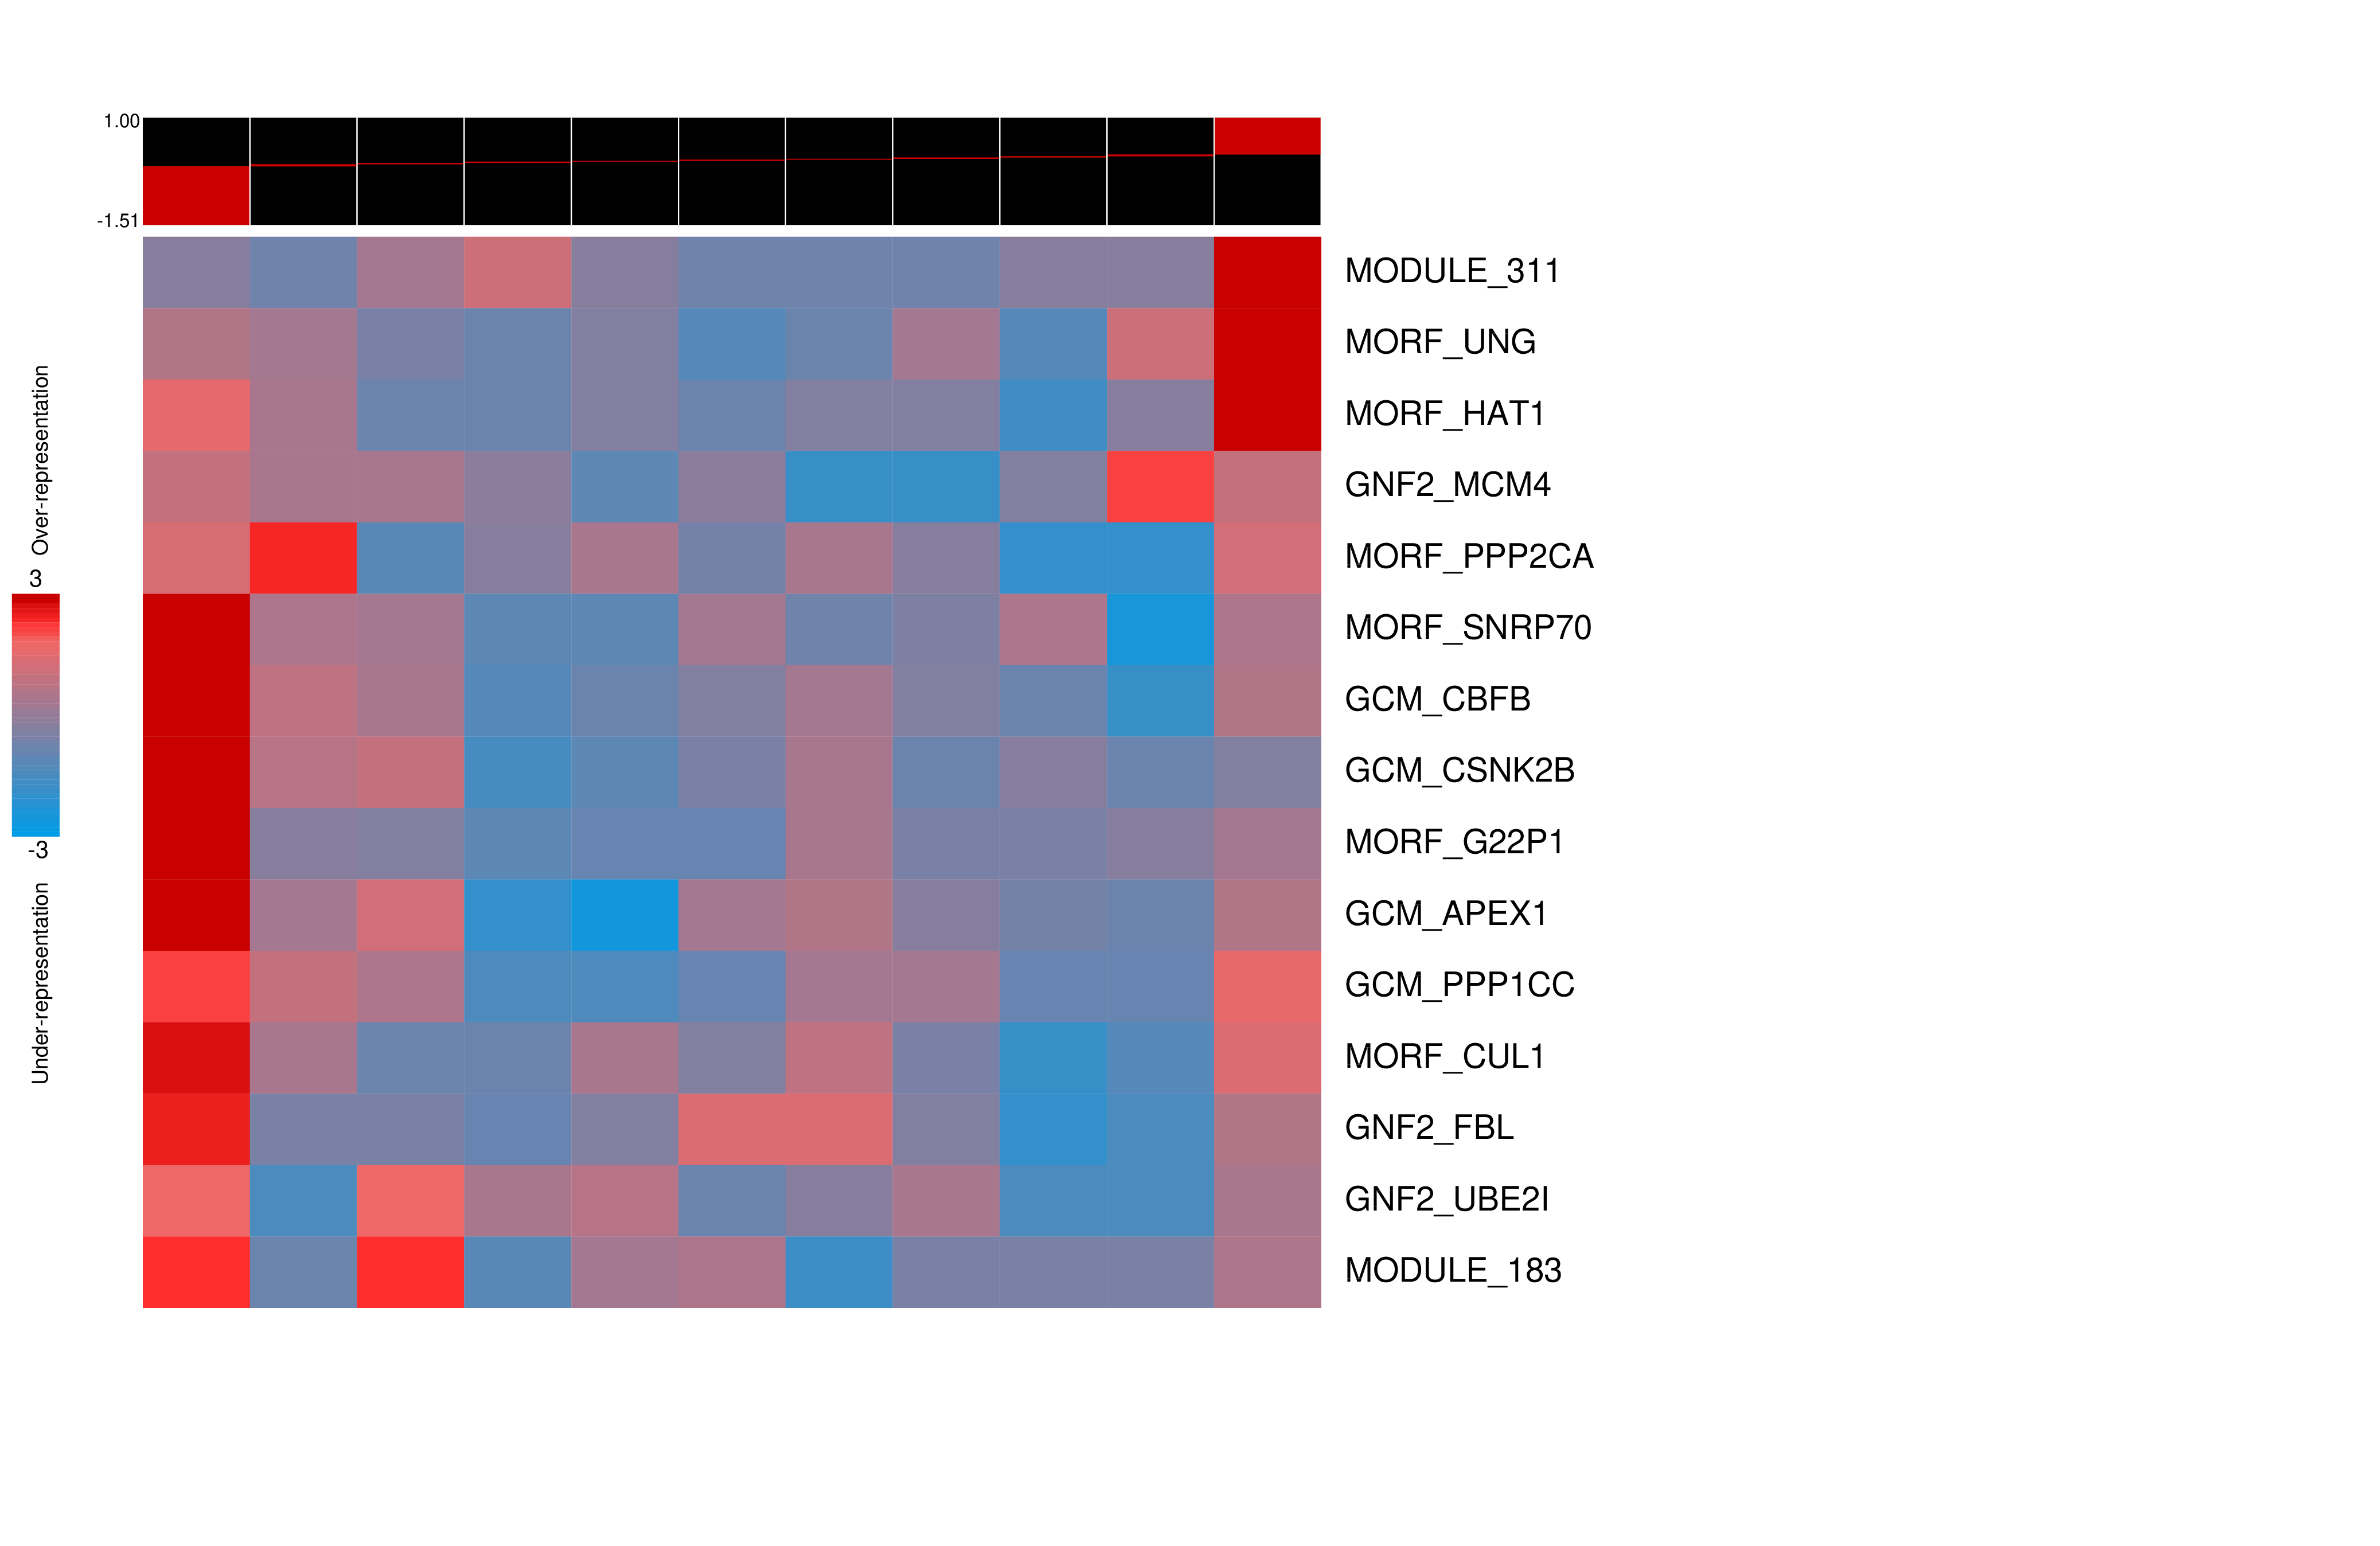 1.00
-1.51
Over-representation
3
-3
Under-representation
MODULE_311
MORF_UNG
MORF_HAT1
GNF2_MCM4
MORF_PPP2CA
MORF_SNRP70
GCM_CBFB
GCM_CSNK2B
MORF_G22P1
GCM_APEX1
GCM_PPP1CC
MORF_CUL1
GNF2_FBL
GNF2_UBE2I
MODULE_183